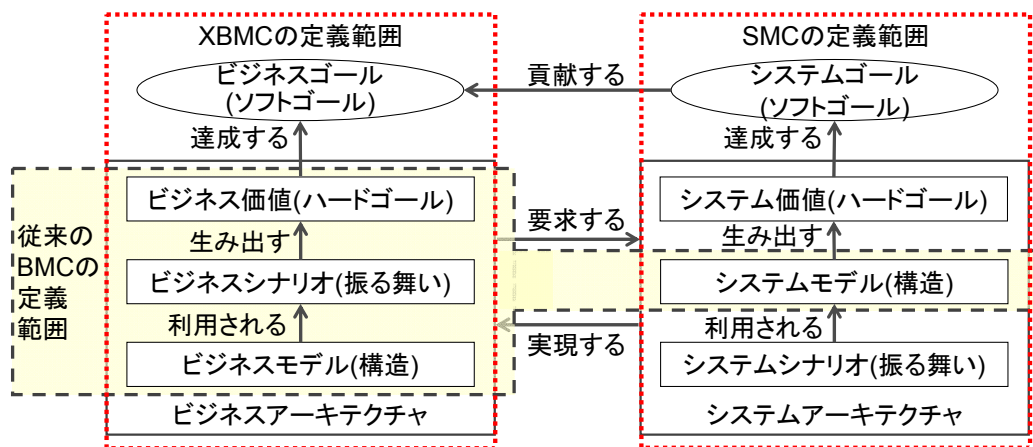 XBMCの定義範囲
ビジネスゴール
(ソフトゴール)
達成する
ビジネス価値(ハードゴール)
生み出す
ビジネスシナリオ(振る舞い)
利用される
ビジネスモデル(構造)
ビジネスアーキテクチャ
従来の
BMCの
定義
範囲
貢献する
要求する
実現する
SMCの定義範囲
システムゴール
(ソフトゴール)
達成する
システム価値(ハードゴール)
生み出す
システムモデル(構造)
利用される
システムシナリオ(振る舞い)
システムアーキテクチャ